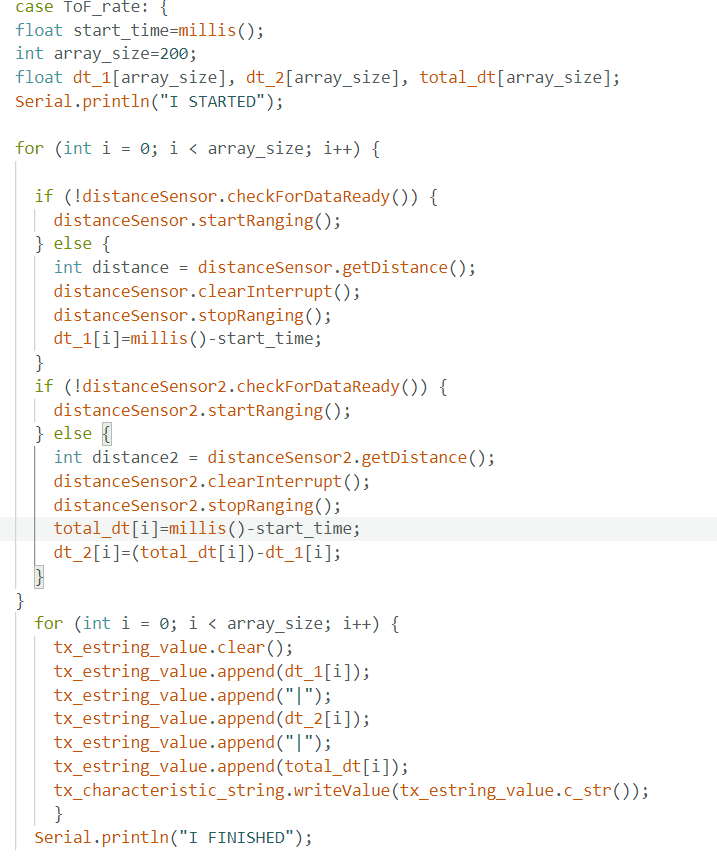 case ToF_rate: {
float start_time=millis();
int array_size=200;
float dt_1[array_size], dt_2[array_size], total_dt[array_size];
Serial.println("I STARTED");

for (int i = 0; i < array_size; i++) {

  if (!distanceSensor.checkForDataReady()) {
    distanceSensor.startRanging();
  } else {
    int distance = distanceSensor.getDistance();
    distanceSensor.clearInterrupt();
    distanceSensor.stopRanging();
    dt_1[i]=millis()-start_time;
  }
  if (!distanceSensor2.checkForDataReady()) {
    distanceSensor2.startRanging();
  } else {
    int distance2 = distanceSensor2.getDistance();
    distanceSensor2.clearInterrupt();
    distanceSensor2.stopRanging();
    total_dt[i]=millis()-start_time;
    dt_2[i]=(total_dt[i])-dt_1[i];
  }
}
  for (int i = 0; i < array_size; i++) {
    tx_estring_value.clear();
    tx_estring_value.append(dt_1[i]);
    tx_estring_value.append("|");
    tx_estring_value.append(dt_2[i]);
    tx_estring_value.append("|");
    tx_estring_value.append(total_dt[i]);
    tx_characteristic_string.writeValue(tx_estring_value.c_str());
    }
  Serial.println("I FINISHED");